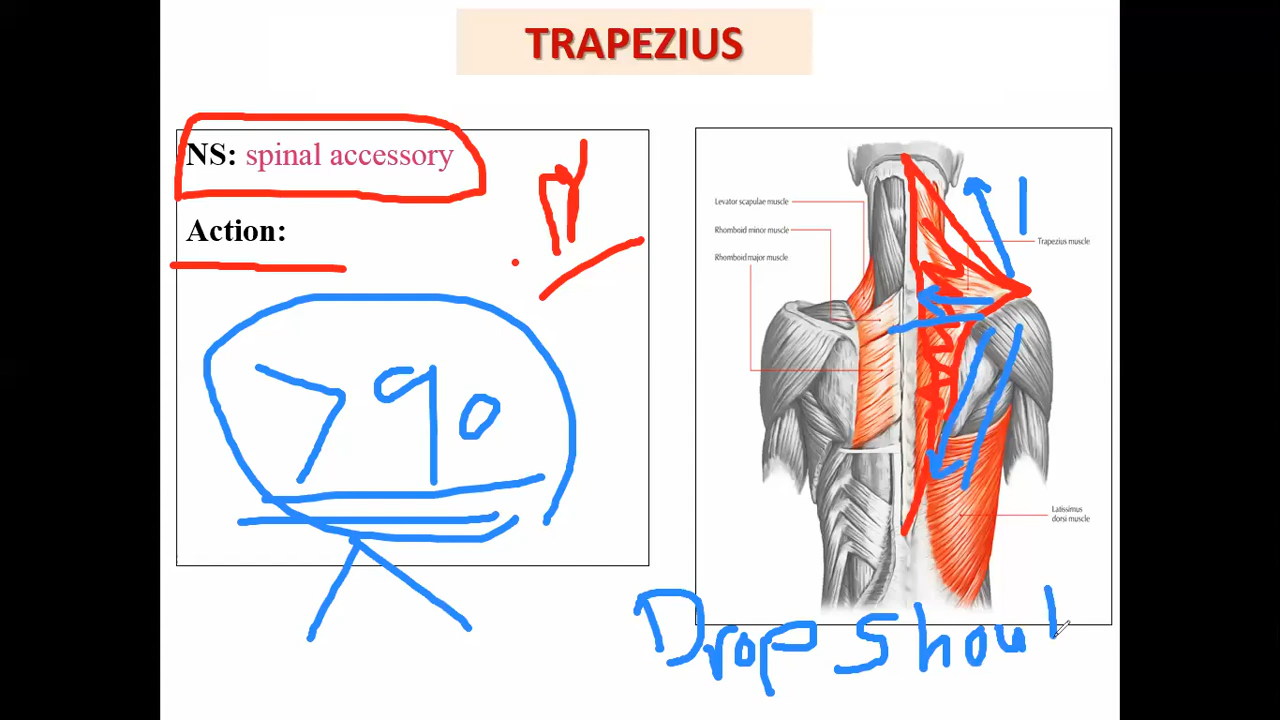 TRAPEZIUS
NS: spinal accessory
Action:
>90
Levator scapulae muscle
Rhomboid minor muscle
Rhomboid major muscle
Trapezius muscle
Latissimus
dorsi muscle
Drop shoul